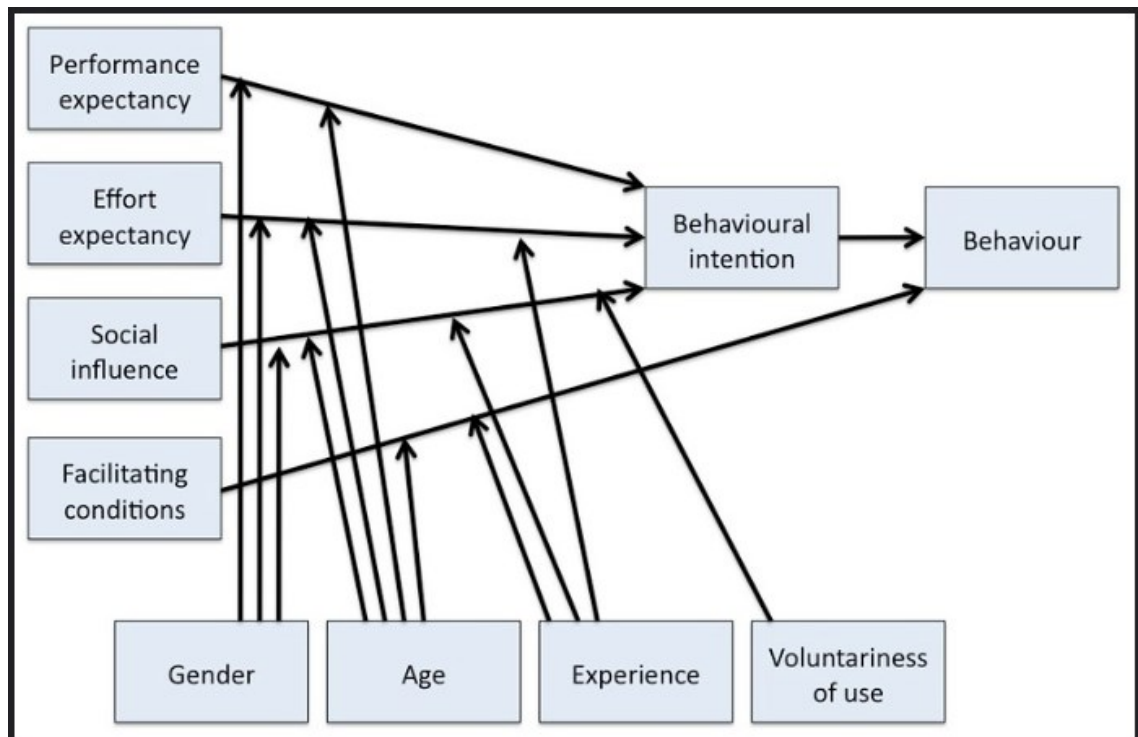 Performance
expectancy
Effort
expectancy
Social
influence
Facilitating
conditions
Behavioural
intention
Behaviour
Gender
Age
Experience
Voluntariness
of use